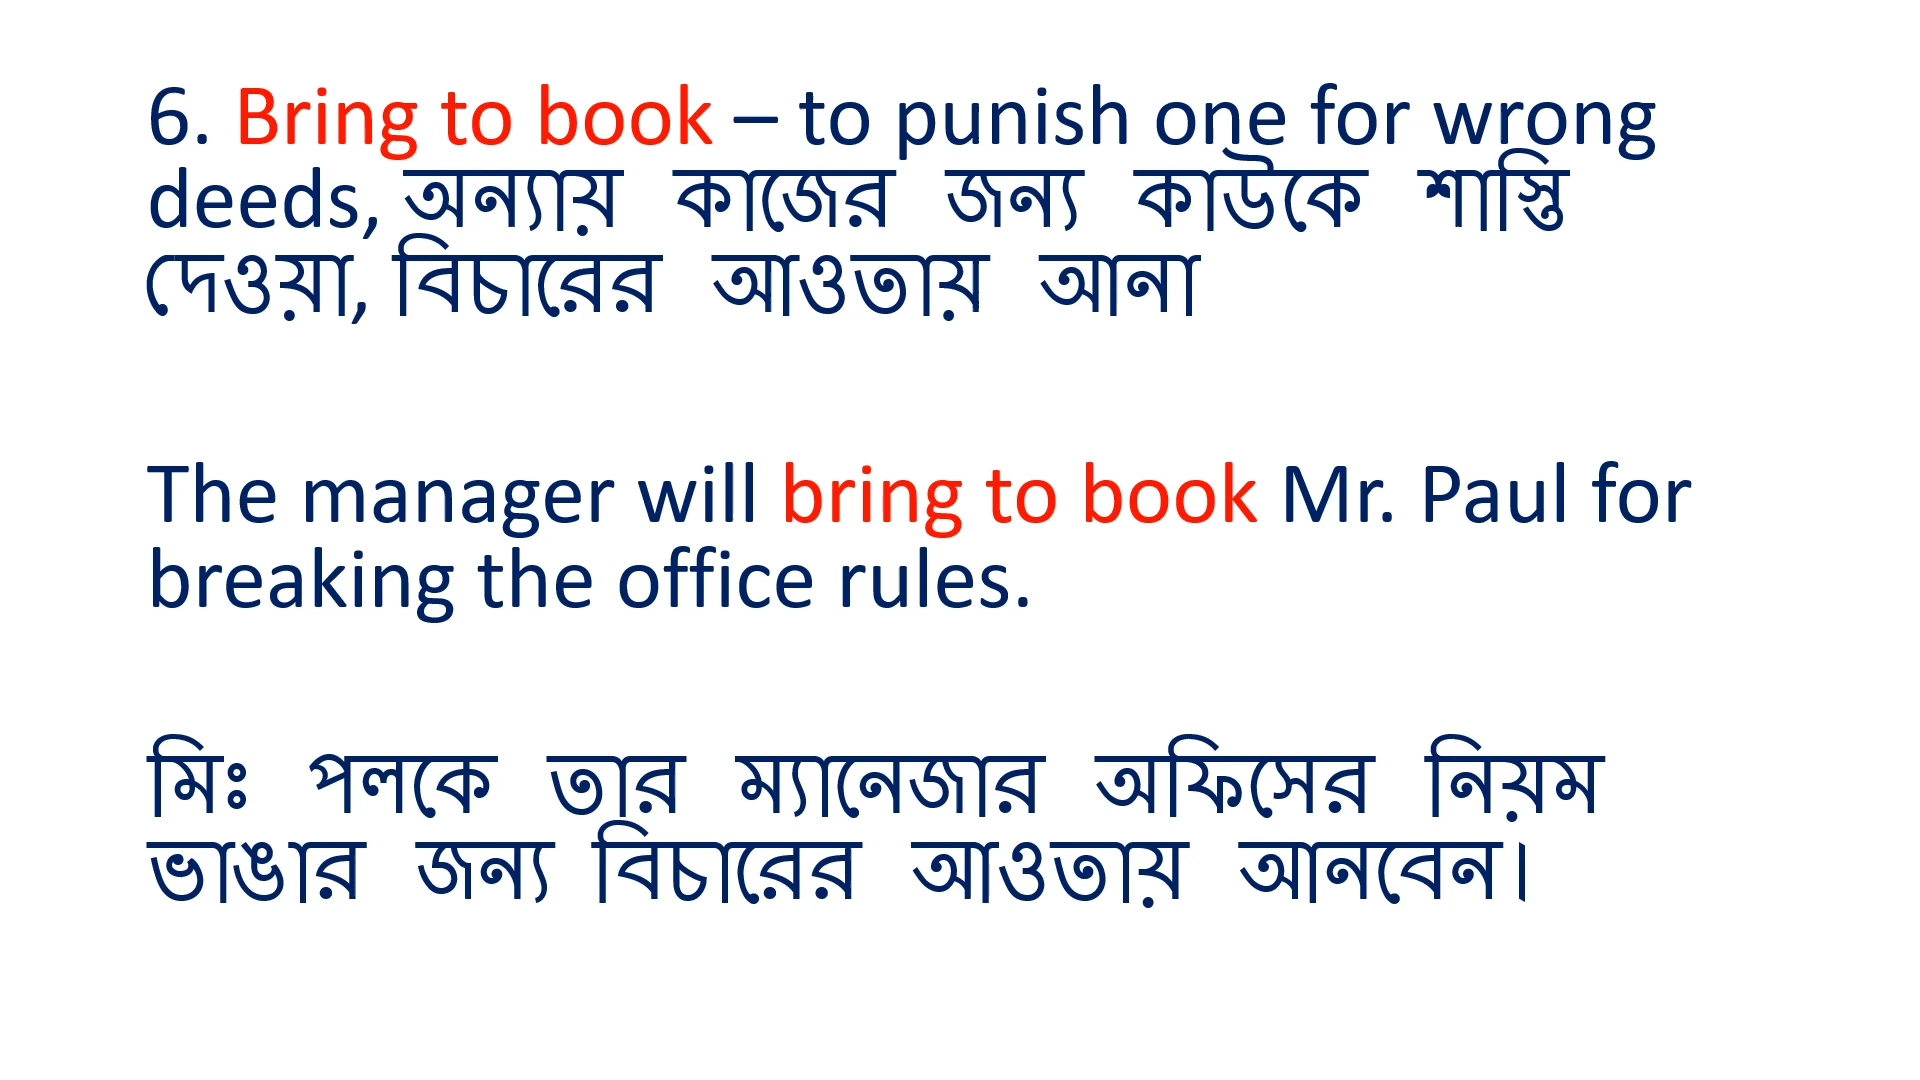 6. Bring to book – to punish one for wrong
deeds, অন্যায় কাজের জন্য কাউকে শাস্তি
দেওয়া, বিচারের আওতায় আনা
The manager will bring to book Mr. Paul for
breaking the office rules.
মিঃ পলকে তার ম্যানেজার অফিসের নিয়ম
ভাঙার জন্য বিচারের আওতায় আনবেন।